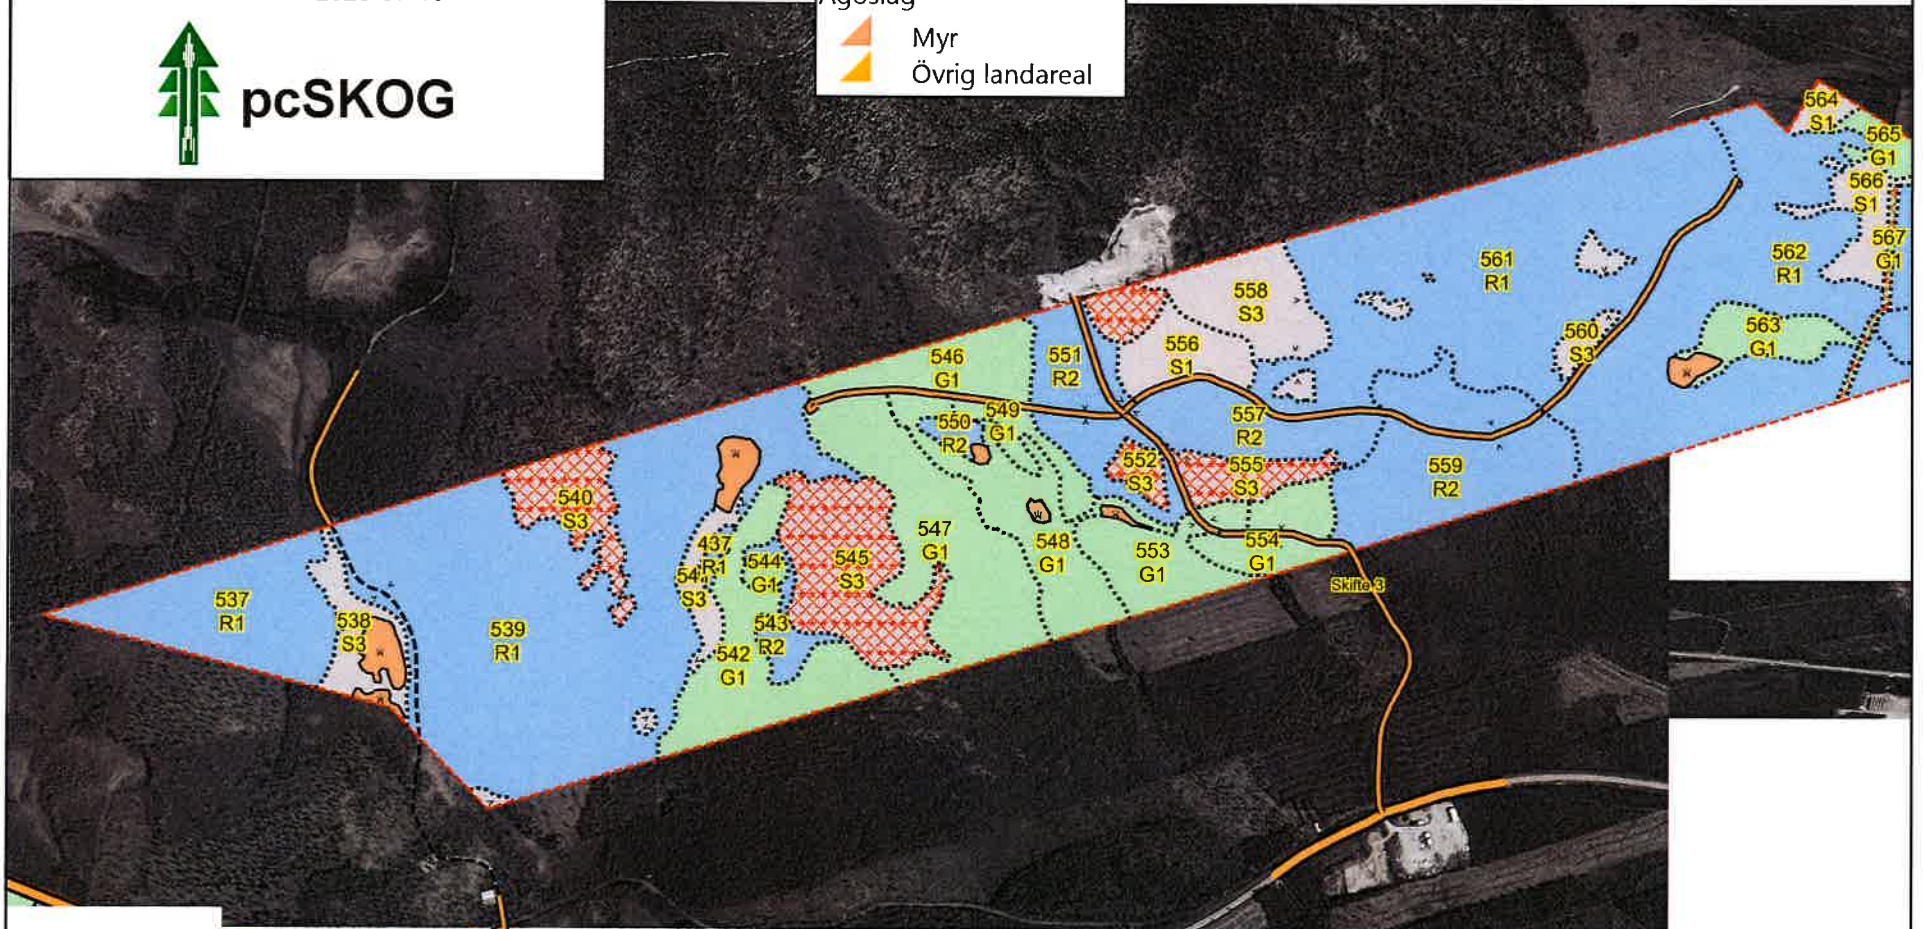 Ägoslag
Myr
Övrig landareal
pcSKOG
564
S1
565
G1
566
S1
567
G1
562
R1
561
R1
558
S3
563
G1
560
S3
556
S1
551
R2
546
G1
557
R2
549
G1
550
R2
552
S3
555
S3
559
R2
540
S3
547
G1
548
G1
553
G1
554
G1
437
R1
S3
544
G1
545
S3
Skifte 3
537
R1
538
S3
539
R1
543
R2
542
G1